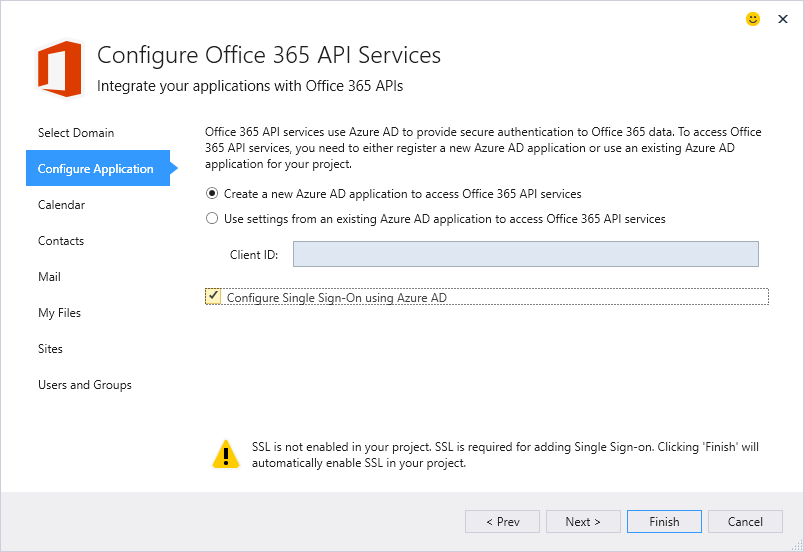 Configure Office 365 API Services
Integrate your applications with Office 365 APIs
Select Domain
Configure Application
Calendar
Contacts
Mail
My Files
Sites
Users and Groups
Office 365 API services use Azure AD to provide secure authentication to Office 365 data. To access Office
365 API services, you need to either register a new Azure AD application or use an existing Azure AD
application for your project.
Create a new Azure AD application to access Office 365 API services
Use settings from an existing Azure AD application to access Office 365 API services
Client ID:
Configure Single Sign-On using Azure AD
SSL is not enabled in your project. SSL is required for adding Single Sign-on. Clicking 'Finish' will
automatically enable SSL in your project.
< Prev
Next >
Finish
Cancel